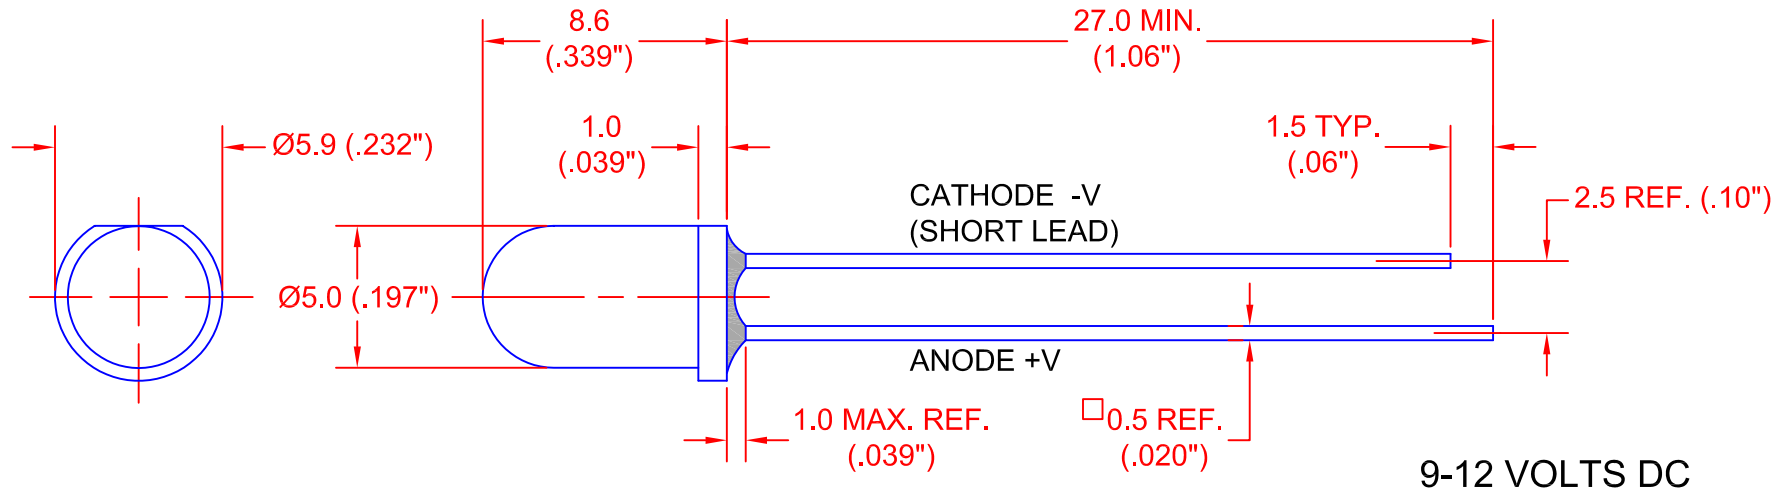 8.6
(.339")
27.0 MIN.
(1.06")
Ø5.9 (.232")
1.0
(.039")
1.5 TYP.
(.06")
CATHODE -V
(SHORT LEAD)
2.5 REF. (.10")
Ø5.0 (.197")
ANODE +V
1.0 MAX. REF.
(.039")
□0.5 REF.
(.020")
9-12 VOLTS DC